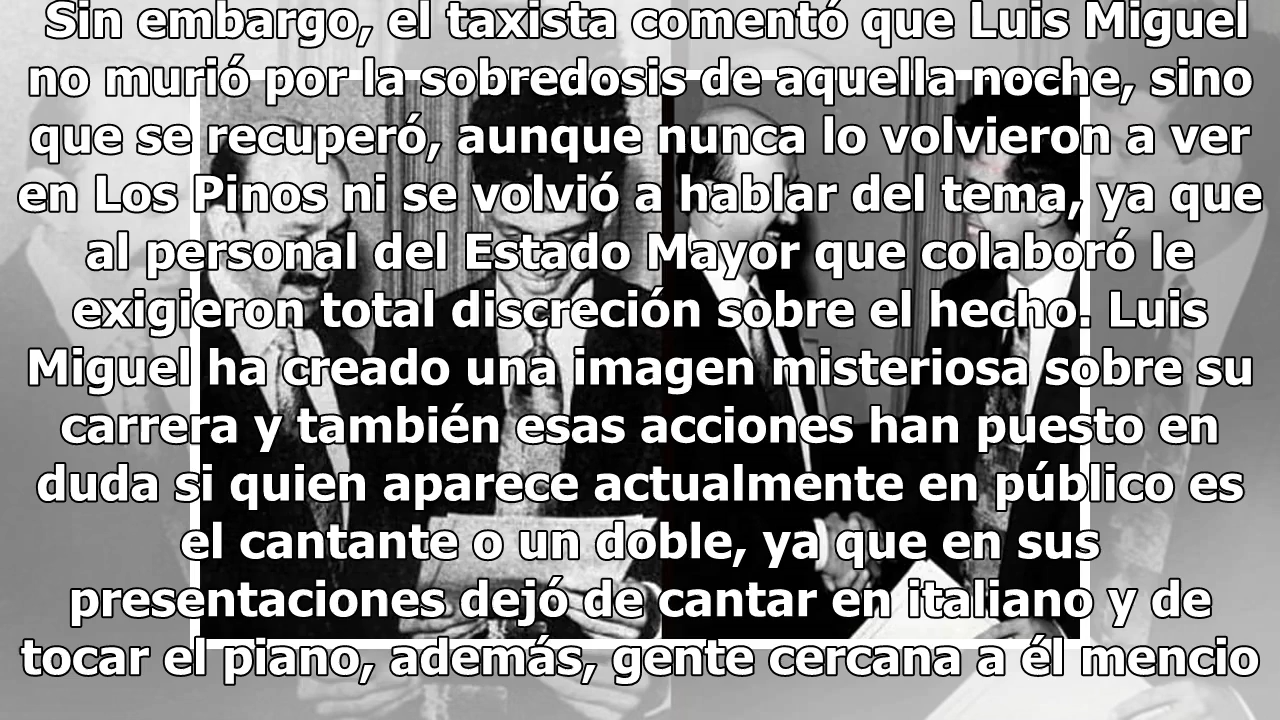 Sin embargo, el taxista comentó que Luis Miguel
no murió por la sobredosis de aquella noche, sino
que se recuperó, aunque nunca lo volvieron a ver
en Los Pinos ni se volvió a hablar del tema, ya que
al personal del Estado Mayor que colaboró le
exigieron total discreción sobre el hecho. Luis
Miguel ha creado una imagen misteriosa sobre su
carrera y también esas acciones han puesto en
duda si quien aparece actualmente en público es
el cantante o un doble, ya que en sus
presentaciones dejó de cantar en italiano y de
tocar el piano, además, gente cercana a él mencio